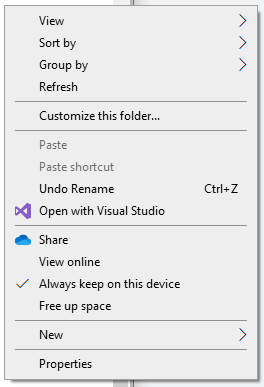 View
Sort by
Group by
Refresh
Customize this folder...
Paste
Paste shortcut
Undo Rename Ctrl+Z
Open with Visual Studio
Share
View online
Always keep on this device
Free up space
New
Properties